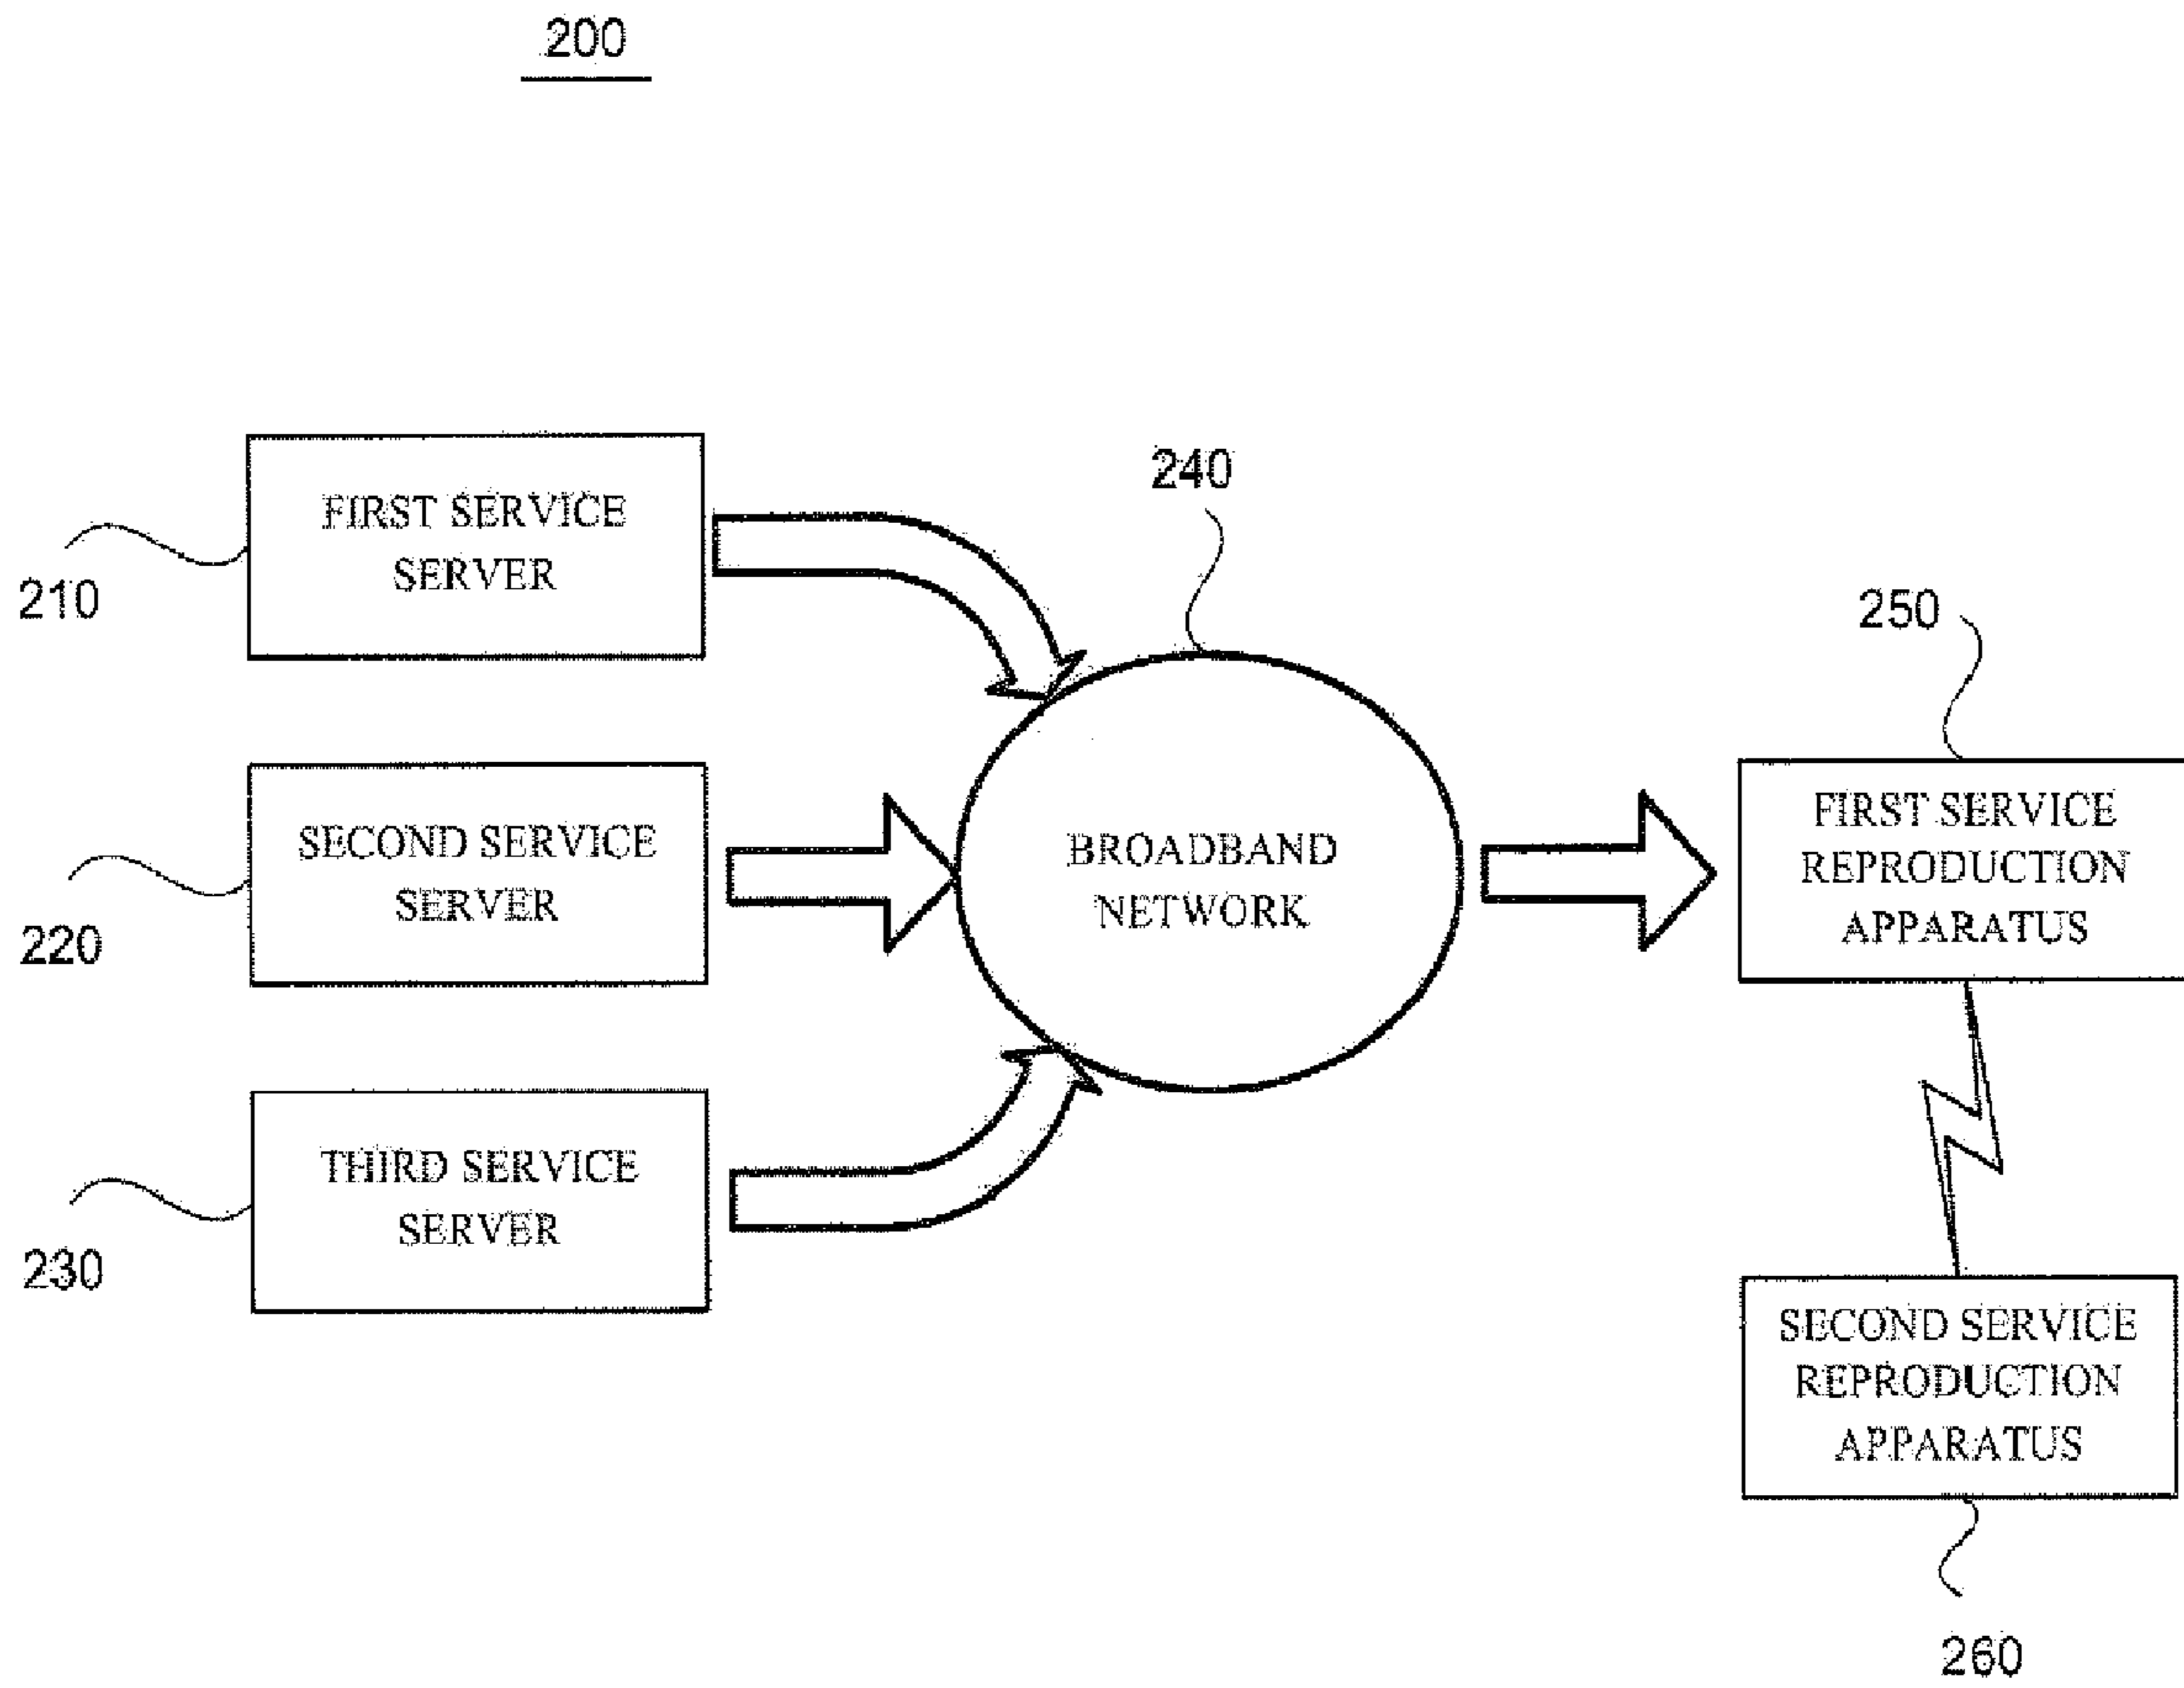 200
FIRST SERVICE
SERVER
210
SECOND SERVICE
SERVER
220
THIRD SERVICE
SERVER
230
240
BROADBAND
NETWORK
250
FIRST SERVICE
REPRODUCTION
APPARATUS
SECOND SERVICE
REPRODUCTION
APPARATUS
260